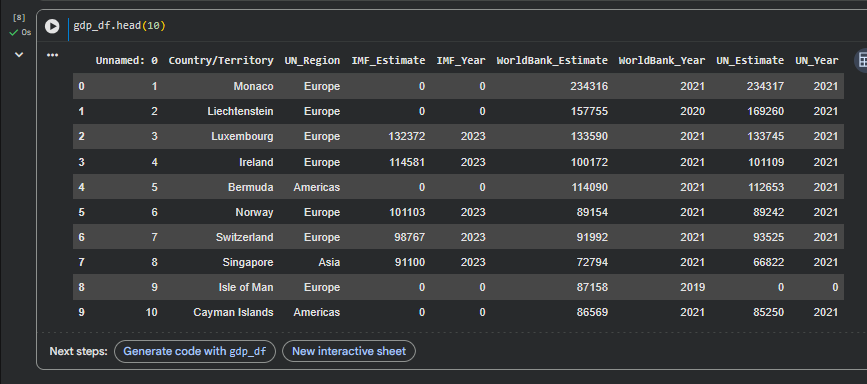 [8]
0s
gdp_df.head(10)
Unnamed: 0 Country/Territory UN_Region IMF_Estimate IMF_Year WorldBank_Estimate WorldBank_Year UN_Estimate UN_Year
0 1 Monaco Europe 0 0 234316 2021 234317 2021
1 2 Liechtenstein Europe 0 0 157755 2020 169260 2021
2 3 Luxembourg Europe 132372 2023 133590 2021 133745 2021
3 4 Ireland Europe 114581 2023 100172 2021 101109 2021
4 5 Bermuda Americas 0 0 114090 2021 112653 2021
5 6 Norway Europe 101103 2023 89154 2021 89242 2021
6 7 Switzerland Europe 98767 2023 91992 2021 93525 2021
7 8 Singapore Asia 91100 2023 72794 2021 66822 2021
8 9 Isle of Man Europe 0 0 87158 2019 0 0
9 10 Cayman Islands Americas 0 0 86569 2021 85250 2021
Next steps: Generate code with gdp_df New interactive sheet